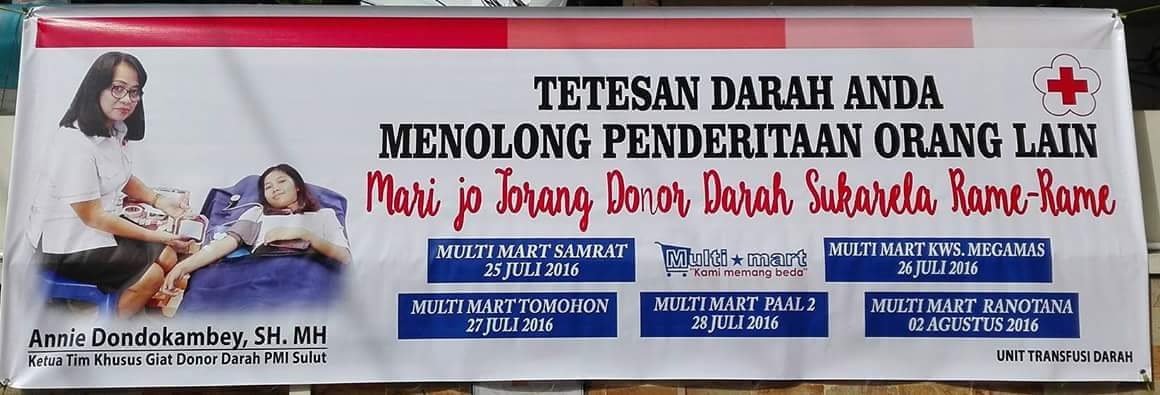 TETESAN DARAH ANDA
MENOLONG PENDERITAAN ORANG LAIN
Mari jo Torang Donor Darah Sukarela Rame-Rame
MULTI MART SAMRAT
25 JULI 2016
Multi mart
"Kami memang beda"
MULTI MART KWS. MEGAMAS
26 JULI 2016
MULTI MART TOMOHON
27 JULI 2016
MULTI MART PAAL 2
28 JULI 2016
MULTI MART RANOTANA
02 AGUSTUS 2016
Annie Dondokambey, SH. MH
Ketua Tim Khusus Giat Donor Darah PMI Sulut
UNIT TRANSFUSI DARAH